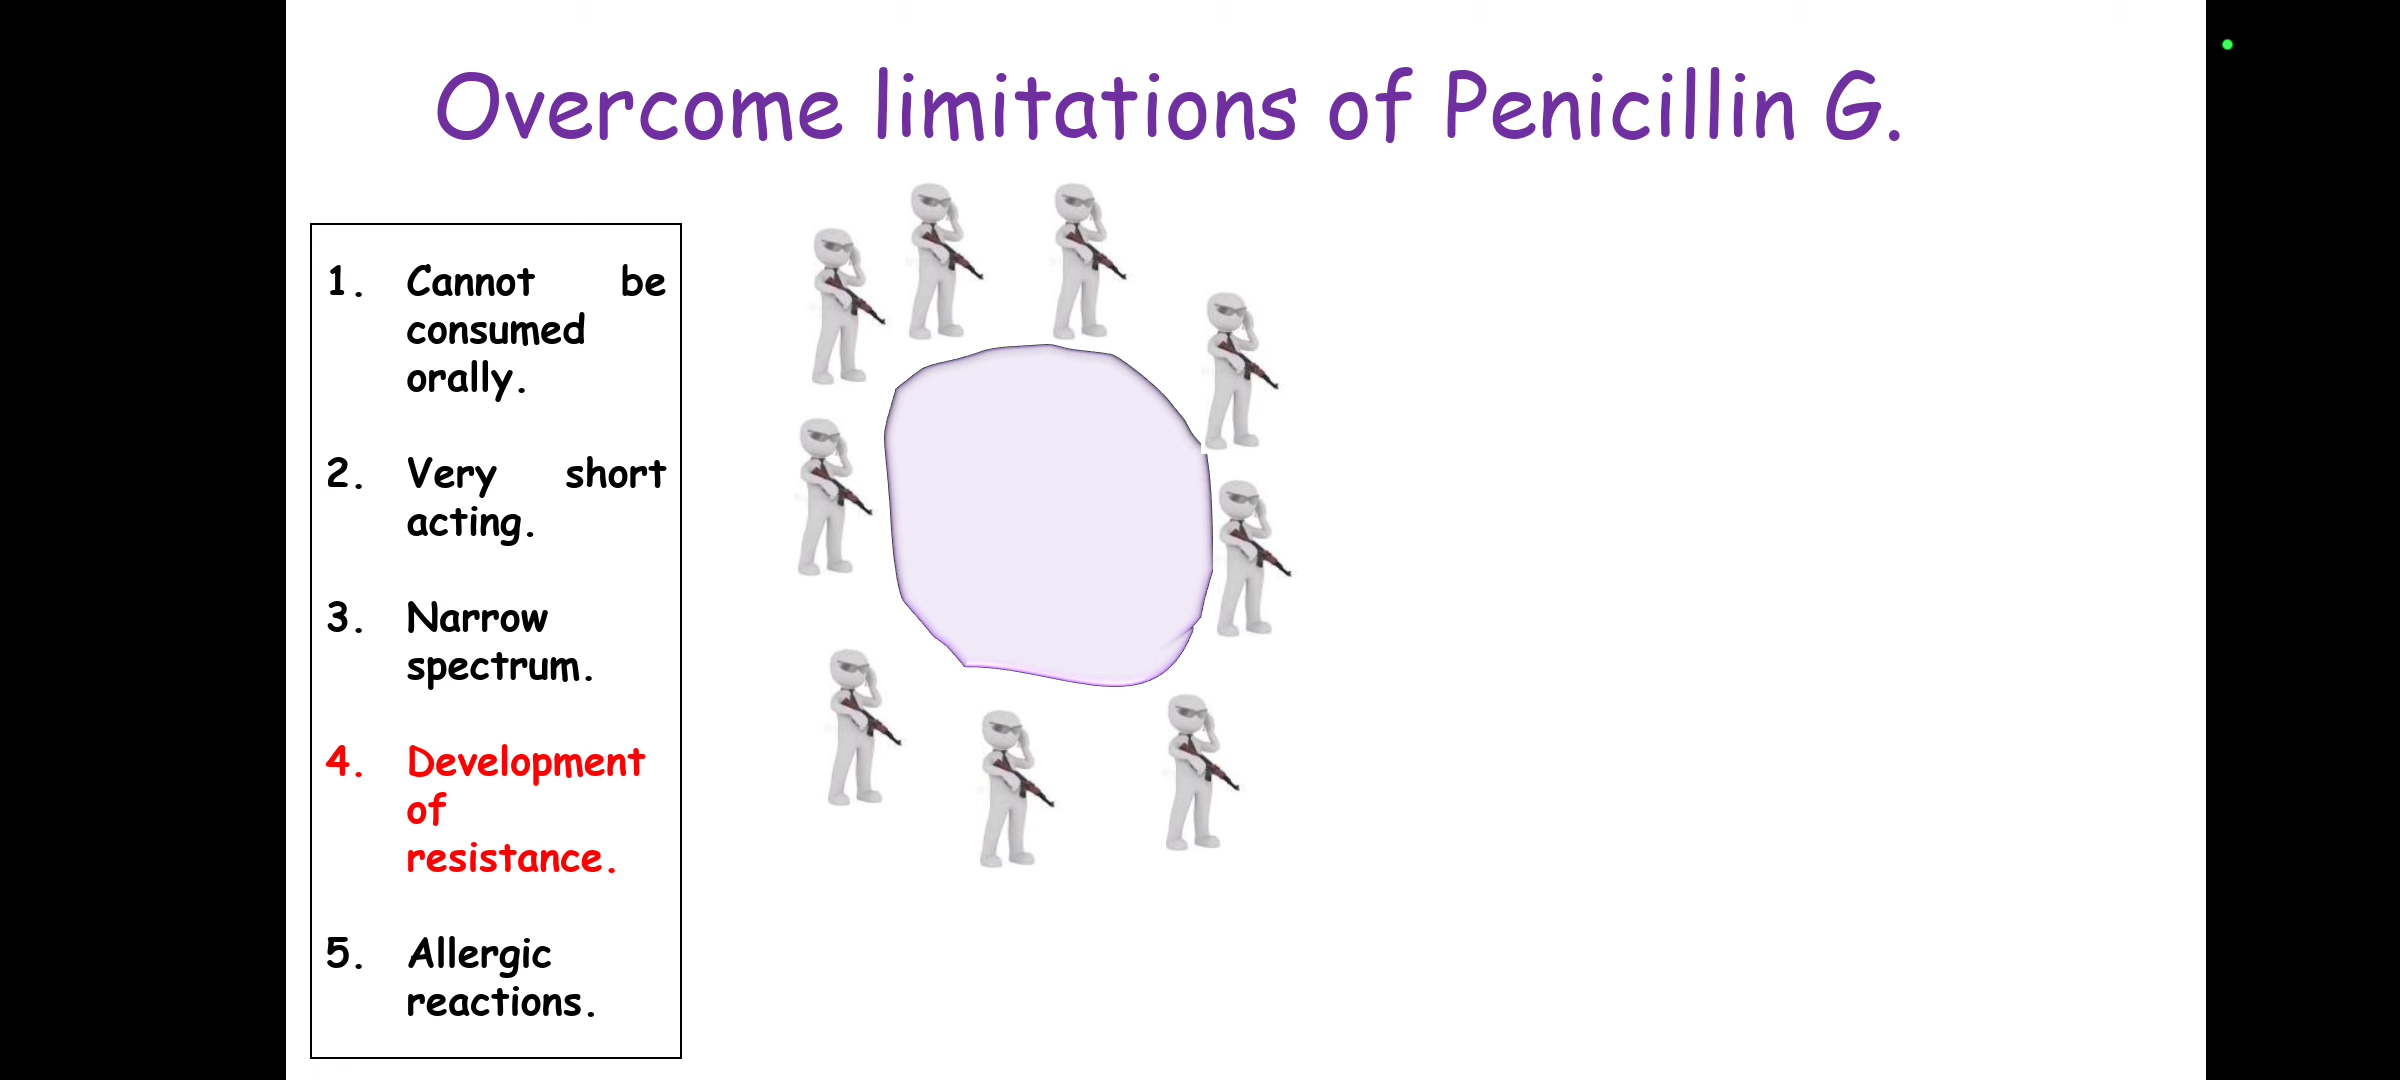 Overcome limitations of Penicillin G.
1. Cannot be
consumed
orally.
2. Very short
acting.
3. Narrow
spectrum.
4. Development
of
resistance.
5. Allergic
reactions.